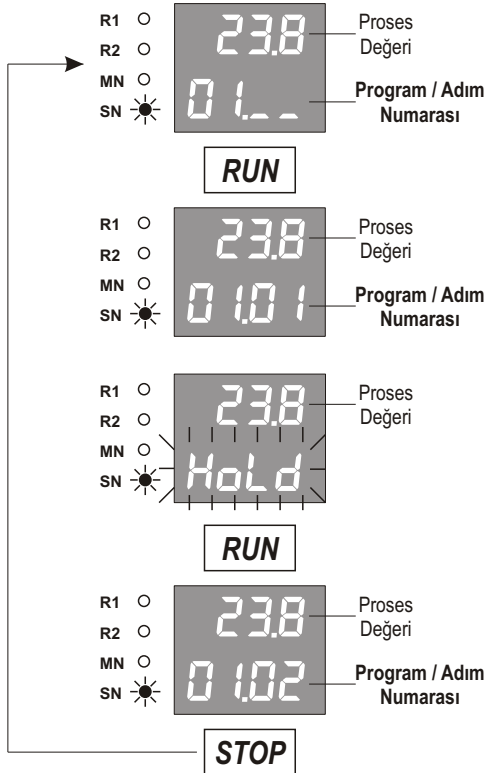 R1
R2
MN
SN
23.8
01._ _
Proses
Değeri
Program / Adım
Numarası
RUN
R1
R2
MN
SN
23.8
01.01
Proses
Değeri
Program / Adım
Numarası
R1
R2
MN
SN
23.8
HoLd
Proses
Değeri
RUN
R1
R2
MN
SN
23.8
01.02
Proses
Değeri
Program / Adım
Numarası
STOP